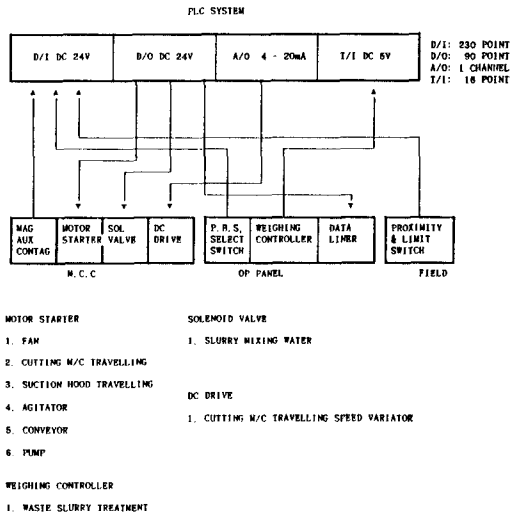 PLC SYSTEM
D/I DC 24V
D/O DC 24V
A/O 4 - 20mA
T/I DC 5V
D/I: 230 POINT
D/O: 90 POINT
A/O: 1 CHANNEL
T/I: 16 POINT
MAG AUX CONTAG
MOTOR STARTER
SOL VALVE
DC DRIVE
P.B.S, SELECT SWITCH
WEIGHING CONTROLLER
DATA LINER
PROXIMITY & LIMIT SWITCH
M.C.C
OP PANEL
FIELD
MOTOR STARTER
1. FAN
2. CUTTING M/C TRAVELLING
3. SUCTION HOOD TRAVELLING
4. AGITATOR
5. CONVEYOR
6. PUMP
SOLENOID VALVE
1. SLURRY MIXING WATER
DC DRIVE
1. CUTTING M/C TRAVELLING SPEED VARIATOR
WEIGHING CONTROLLER
1. WASTE SLURRY TREATMENT